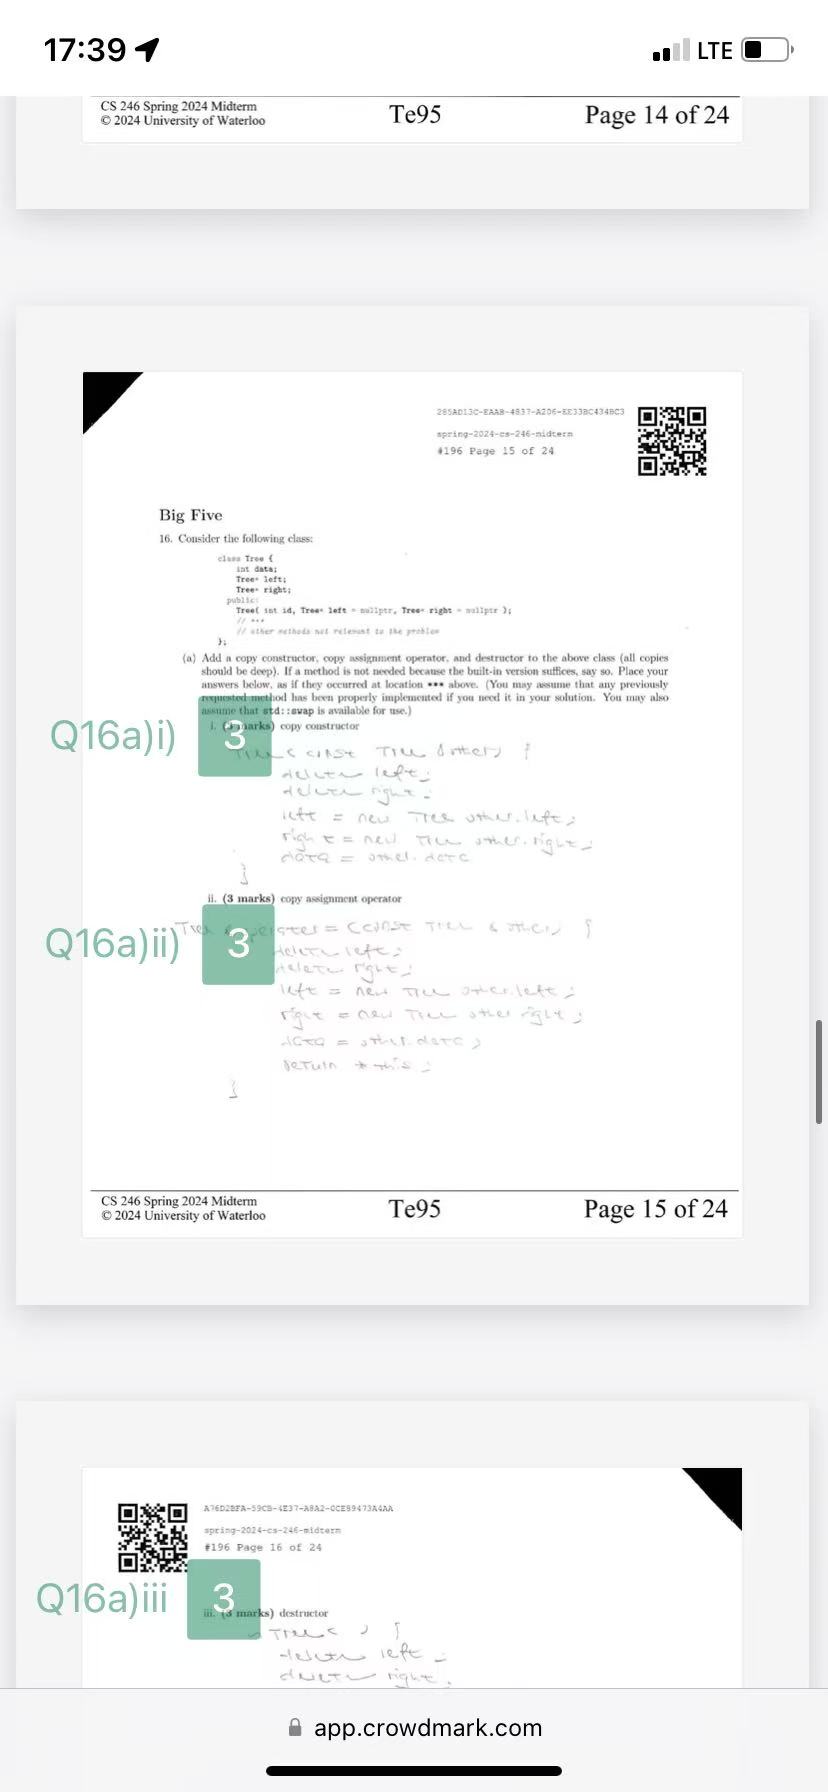 17:39
LTE
CS 246 Spring 2024 Midterm
© 2024 University of Waterloo
Te95
Page 14 of 24
285AD13C-EAAB-4837-A206-EE33BC434BC3
spring-2024-cs-246-midterm
#196 Page 15 of 24
Big Five
16. Consider the following class:
class Tree {
int data;
Tree* left;
Tree* right;
public:
Tree( int id, Tree* left = nullptr, Tree* right = nullptr );
// ***
// other methods not relevant to the problem
};
(a) Add a copy constructor, copy assignment operator, and destructor to the above class (all copies
should be deep). If a method is not needed because the built-in version suffices, say so. Place your
answers below, as if they occurred at location *** above. (You may assume that any previously
requested method has been properly implemented if you need it in your solution. You may also
assume that std::swap is available for use.)
Q16a)i)
3
i. (3 marks) copy constructor
Tree ( const Tree &other) {
delete left;
delete right;
left = new Tree other.left;
right = new Tree other.right;
data = other.data
}
ii. (3 marks) copy assignment operator
Q16a)ii)
3
Tree & operator = (const Tree & other) {
delete left;
delete right;
left = new Tree other.left;
right = new Tree other.right;
data = other.data;
return *this;
}
CS 246 Spring 2024 Midterm
© 2024 University of Waterloo
Te95
Page 15 of 24
A76D2BFA-59CB-4E37-A8A2-0CE89473A4AA
spring-2024-cs-246-midterm
#196 Page 16 of 24
Q16a)iii
3
iii. (3 marks) destructor
~Tree ( ) {
delete left;
delete right;
app.crowdmark.com